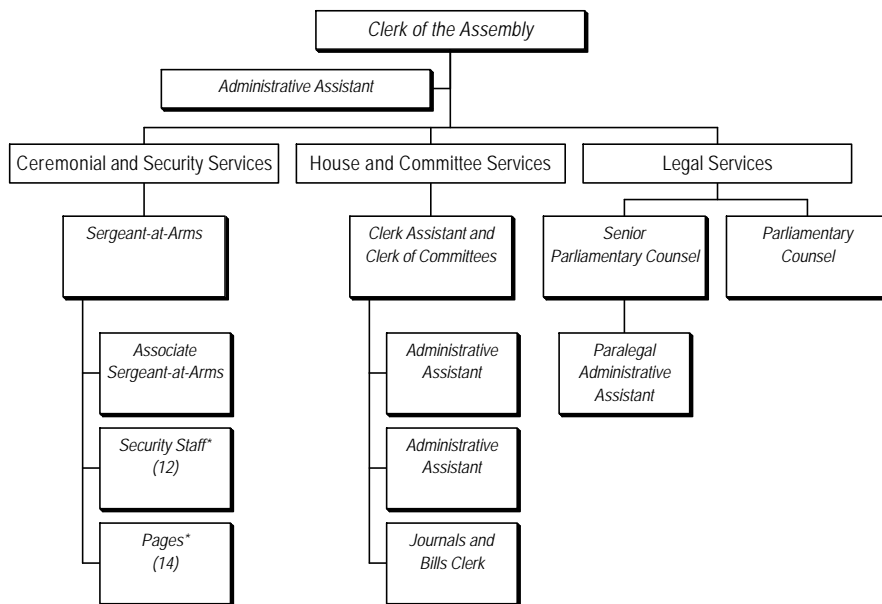 Clerk of the Assembly
Administrative Assistant
Ceremonial and Security Services
House and Committee Services
Legal Services
Sergeant-at-Arms
Clerk Assistant and
Clerk of Committees
Senior
Parliamentary Counsel
Parliamentary
Counsel
Associate
Sergeant-at-Arms
Administrative
Assistant
Paralegal
Administrative
Assistant
Security Staff*
(12)
Administrative
Assistant
Pages*
(14)
Journals and
Bills Clerk